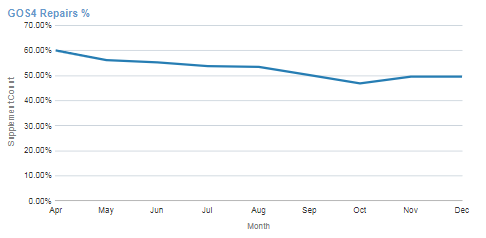 GOS4 Repairs %
70.00%
60.00%
50.00%
40.00%
30.00%
20.00%
10.00%
0.00%
SupplementCount
Apr May Jun Jul Aug Sep Oct Nov Dec
Month